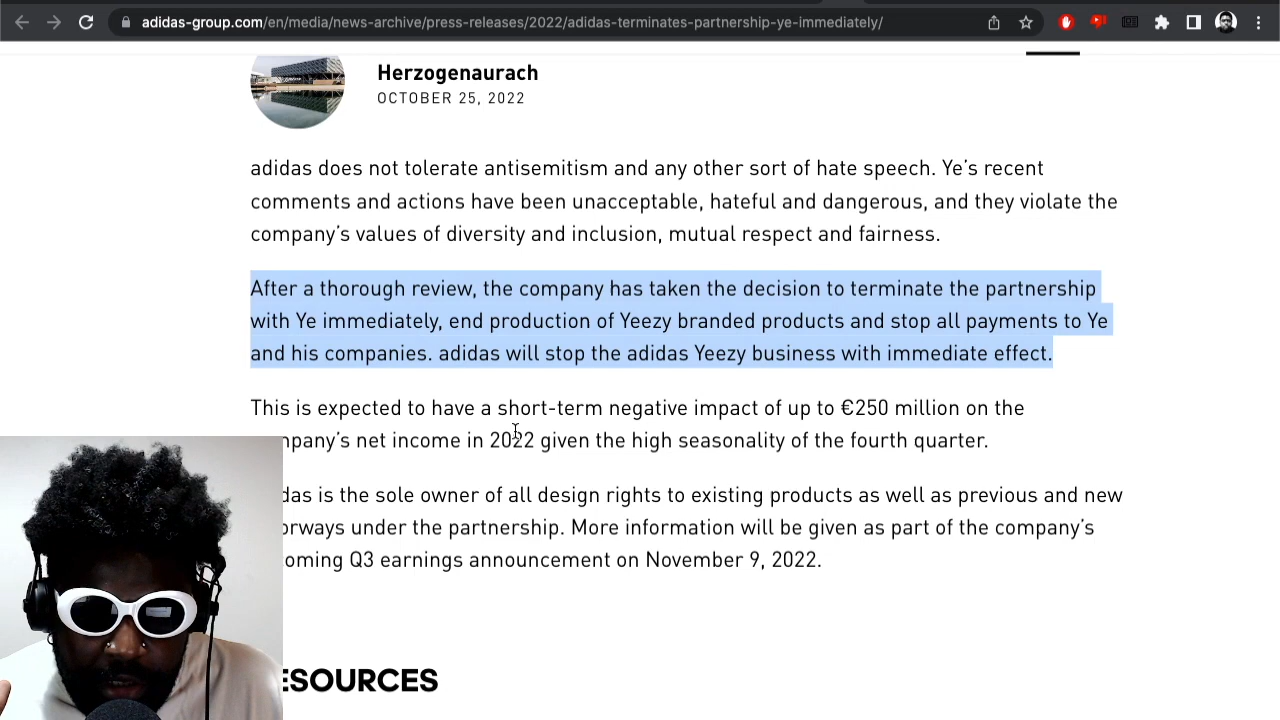 adidas-group.com/en/media/news-archive/press-releases/2022/adidas-terminates-partnership-ye-immediately/
Herzogenaurach
OCTOBER 25, 2022
adidas does not tolerate antisemitism and any other sort of hate speech. Ye’s recent
comments and actions have been unacceptable, hateful and dangerous, and they violate the
company’s values of diversity and inclusion, mutual respect and fairness.
After a thorough review, the company has taken the decision to terminate the partnership
with Ye immediately, end production of Yeezy branded products and stop all payments to Ye
and his companies. adidas will stop the adidas Yeezy business with immediate effect.
This is expected to have a short-term negative impact of up to €250 million on the
mpany’s net income in 2022 given the high seasonality of the fourth quarter.
das is the sole owner of all design rights to existing products as well as previous and new
orways under the partnership. More information will be given as part of the company’s
coming Q3 earnings announcement on November 9, 2022.
ESOURCES